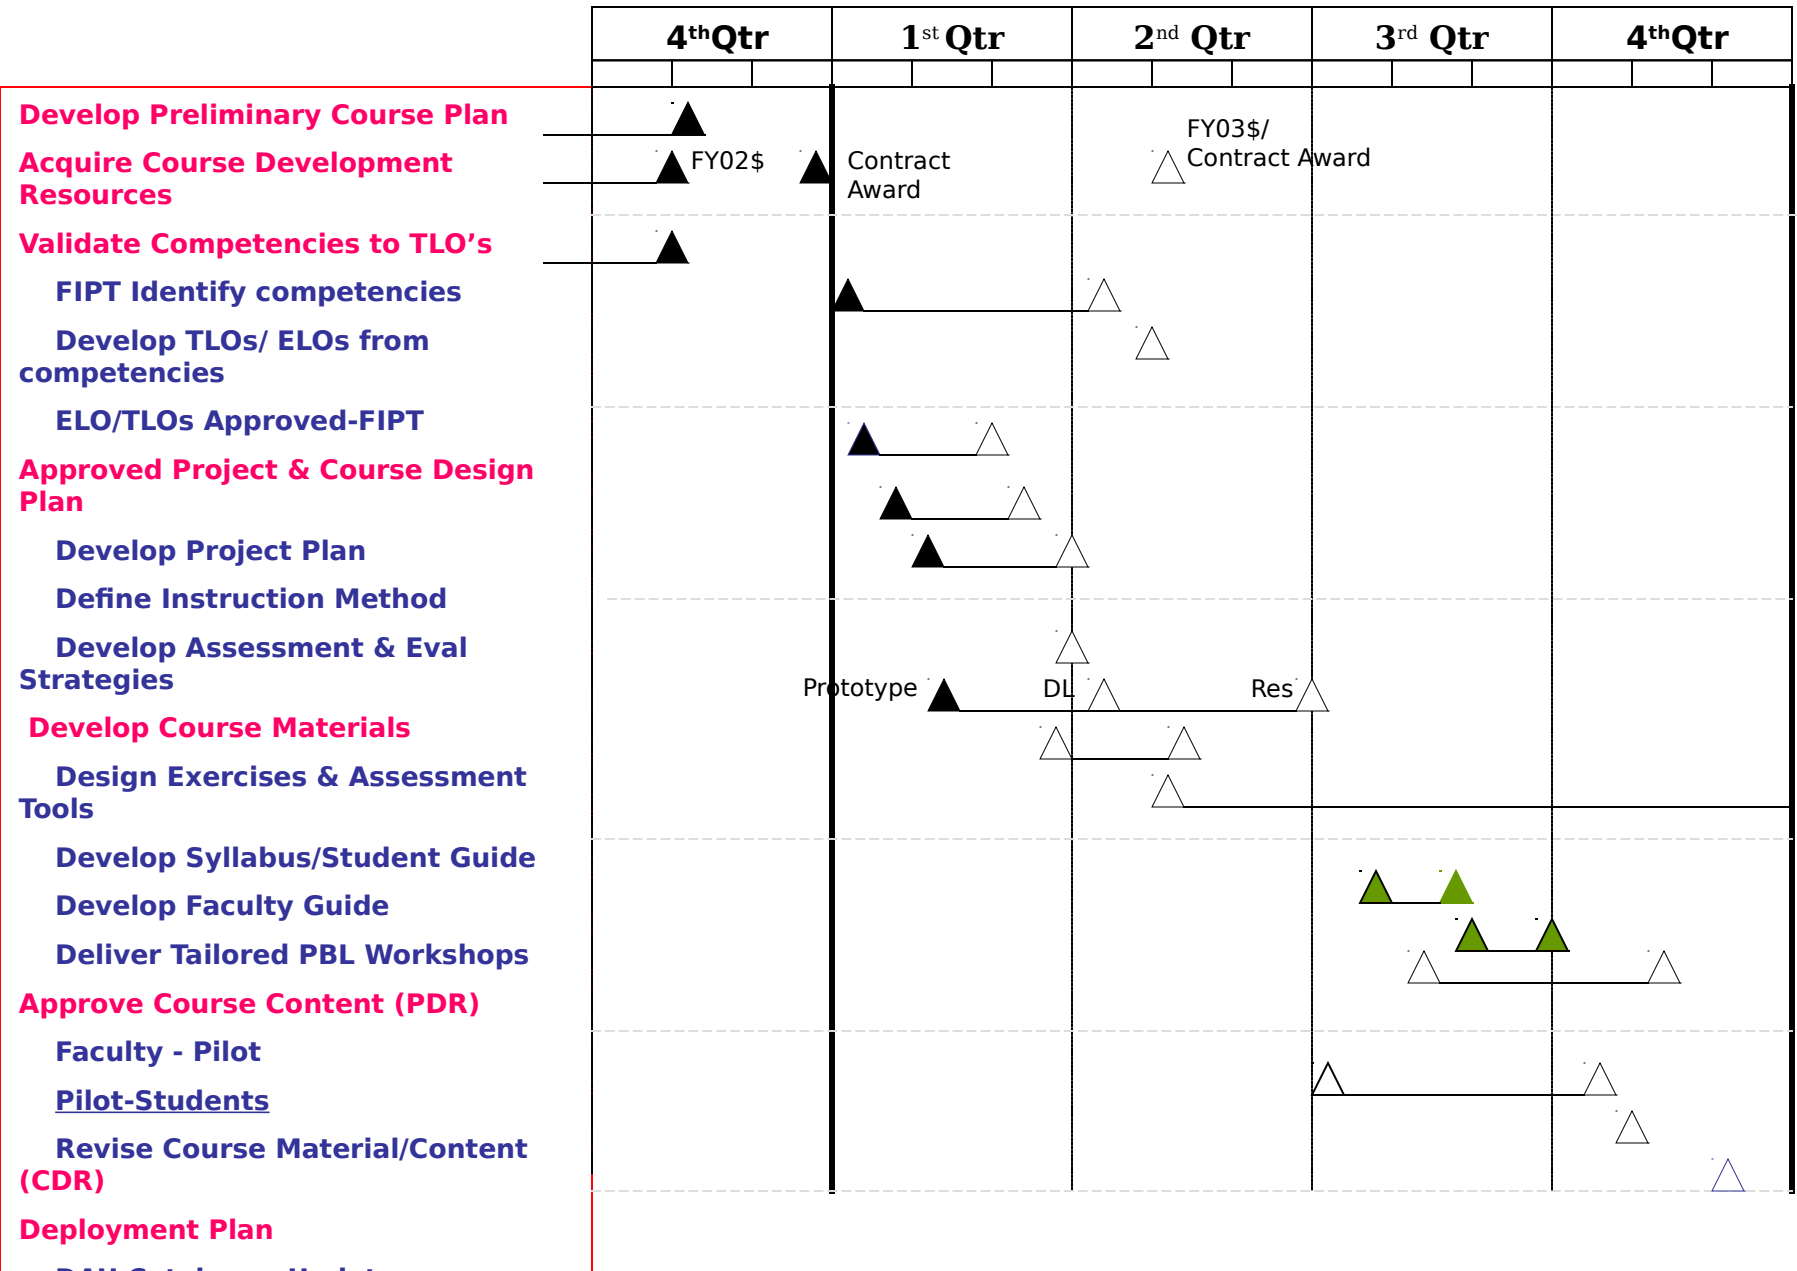 4thQtr 1st Qtr 2nd Qtr 3rd Qtr 4thQtr
Develop Preliminary Course Plan
FY03$/
Acquire Course Development
FY02$
Contract
Contract Award
Resources
Award
Validate Competencies to TLO’s
FIPT Identify competencies
Develop TLOs/ ELOs from
competencies
ELO/TLOs Approved-FIPT
Approved Project & Course Design
Plan
Develop Project Plan
Define Instruction Method
Develop Assessment & Eval
Strategies
Prototype
DL
Res
Develop Course Materials
Design Exercises & Assessment
Tools
Develop Syllabus/Student Guide
Develop Faculty Guide
Deliver Tailored PBL Workshops
Approve Course Content (PDR)
Faculty - Pilot
Pilot-Students
Revise Course Material/Content
(CDR)
Deployment Plan